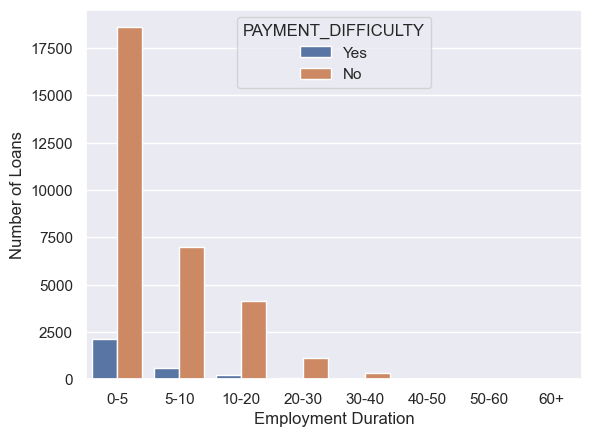 PAYMENT_DIFFICULTY
Yes
No
17500
15000
12500
10000
7500
5000
2500
0
Number of Loans
0-5 5-10 10-20 20-30 30-40 40-50 50-60 60+
Employment Duration